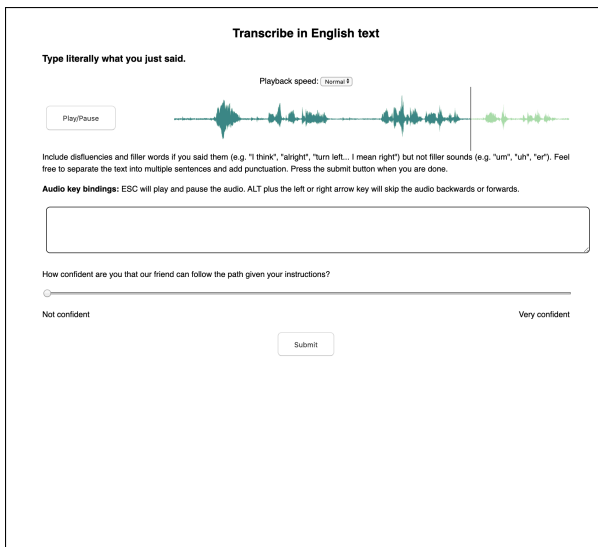 Transcribe in English text
Type literally what you just said.
Playback speed: Normal
Play/Pause
Include disfluencies and filler words if you said them (e.g. "I think", "alright", "turn left... I mean right") but not filler sounds (e.g. "um", "uh", "er"). Feel
free to separate the text into multiple sentences and add punctuation. Press the submit button when you are done.
Audio key bindings: ESC will play and pause the audio. ALT plus the left or right arrow key will skip the audio backwards or forwards.
How confident are you that our friend can follow the path given your instructions?
Not confident Very confident
Submit